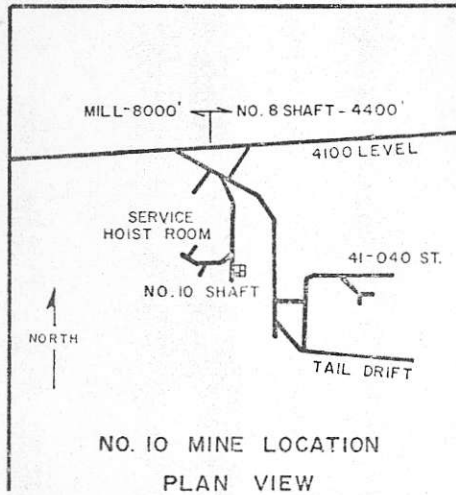 MILL-8000' NO. 8 SHAFT-4400'
4100 LEVEL
SERVICE
HOIST ROOM
41-040 ST.
NO. 10 SHAFT
NORTH
TAIL DRIFT
NO. 10 MINE LOCATION
PLAN VIEW